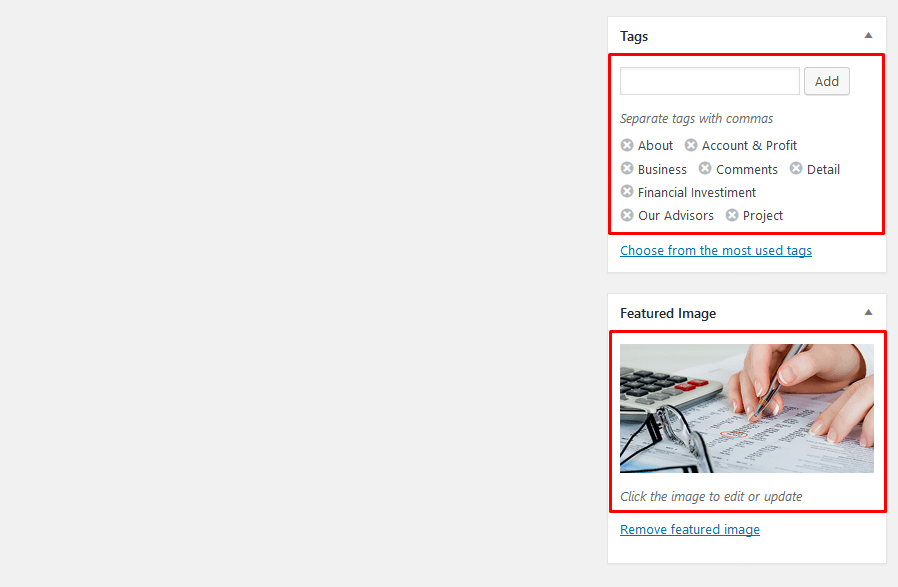 Tags
Add
Separate tags with commas
About Account & Profit
Business Comments Detail
Financial Investiment
Our Advisors Project
Choose from the most used tags
Featured Image
Click the image to edit or update
Remove featured image